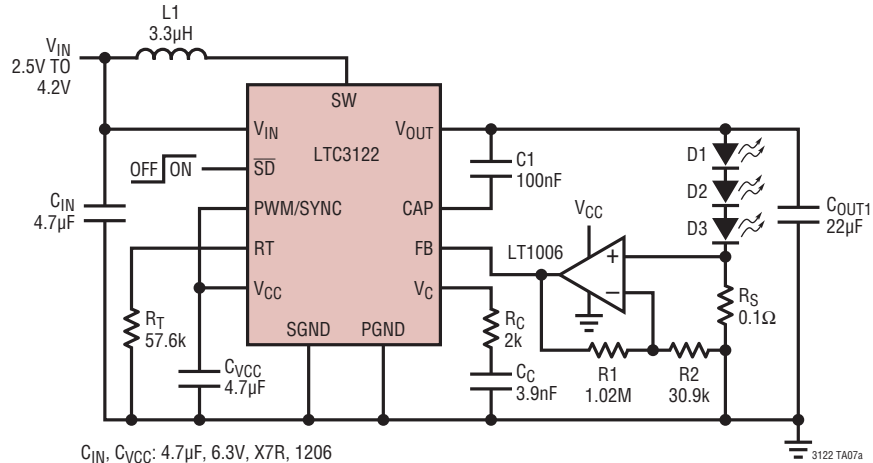 L1
3.3µH
VIN
2.5V TO
4.2V
SW
VIN
VOUT
LTC3122
D1
OFF
ON
SD
C1
100nF
D2
CIN
4.7µF
PWM/SYNC
CAP
VCC
D3
COUT1
22µF
RT
FB
LT1006
+
–
VCC
VC
RS
0.1Ω
RT
57.6k
SGND
PGND
RC
2k
CVCC
4.7µF
CC
3.9nF
R1
1.02M
R2
30.9k
CIN, CVCC: 4.7µF, 6.3V, X7R, 1206
3122 TA07a